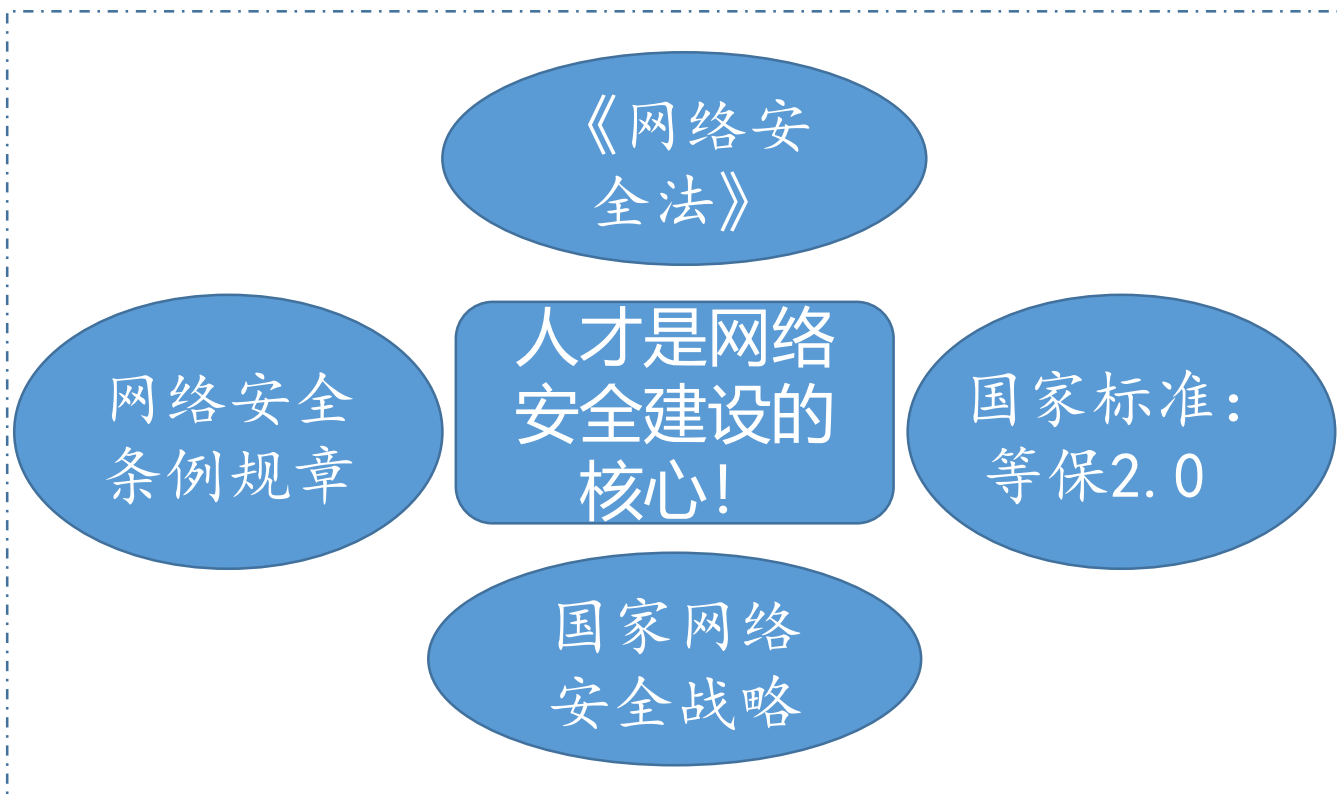 《网络安
全法》
网络安全
条例规章
人才是网络
安全建设的
核心！
国家标准：
等保2.0
国家网络
安全战略